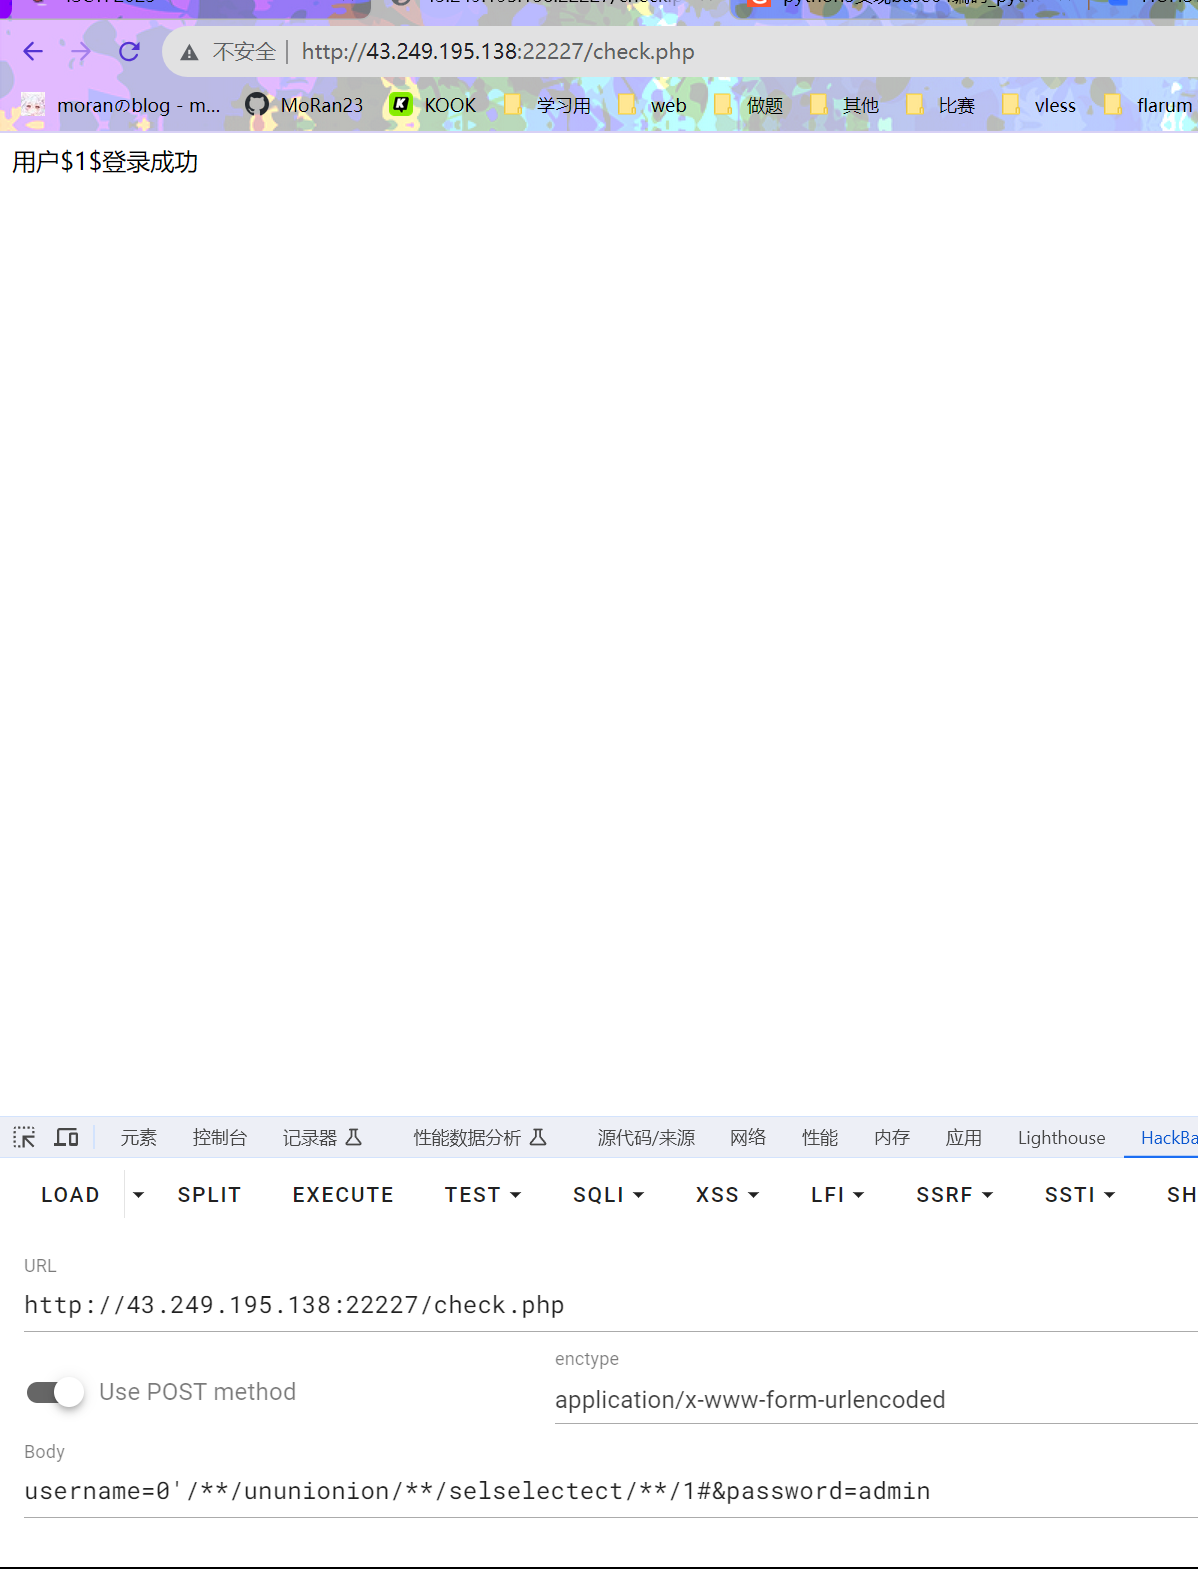 不安全 | http://43.249.195.138:22227/check.php
moranのblog - m... MoRan23 KOOK 学习用 web 做题 其他 比赛 vless flarum
用户$1$登录成功
元素 控制台 记录器 性能数据分析 源代码/来源 网络 性能 内存 应用 Lighthouse HackBa
LOAD SPLIT EXECUTE TEST SQLI XSS LFI SSRF SSTI SH
URL
http://43.249.195.138:22227/check.php
enctype
Use POST method
application/x-www-form-urlencoded
Body
username=0'/**/ununionion/**/selselectect/**/1#&password=admin